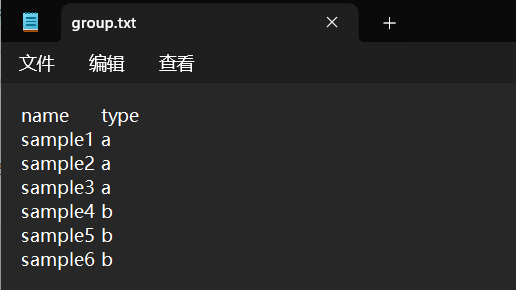 group.txt
文件 编辑 查看
name type
sample1 a
sample2 a
sample3 a
sample4 b
sample5 b
sample6 b